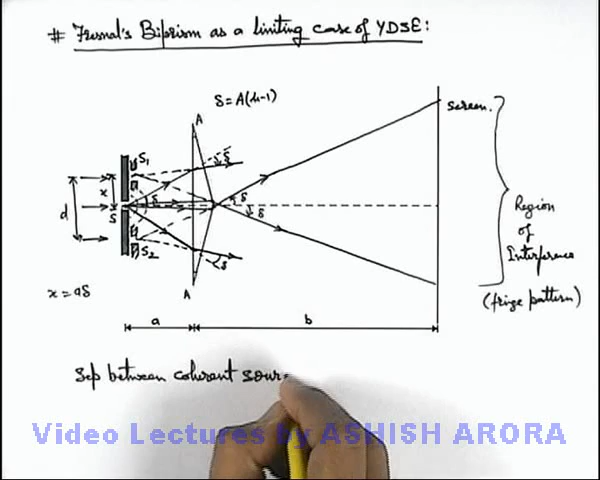 # Fresnal's Biprism as a limiting case of YDSE:
δ = A(μ-1)
A
screen.
S₁
δ
x
d
S
δ
δ
δ
S₂
δ
A
x = aδ
Region
of
Interference
(fringe pattern)
a
b
Sep between coherent sour
Video Lectures by ASHISH ARORA